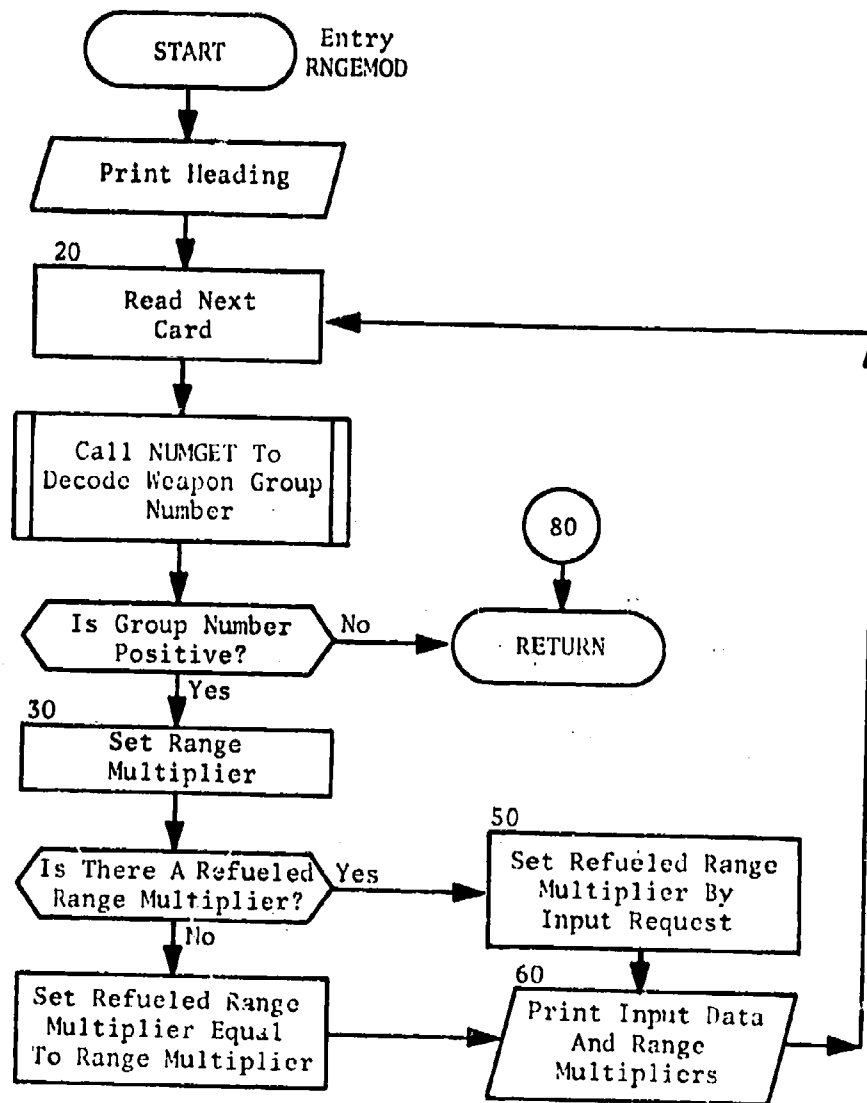 START
Entry
RNGEMOD
Print Heading
20
Read Next
Card
Call NUMGET To
Decode Weapon Group
Number
80
Is Group Number
Positive?
No
RETURN
Yes
30
Set Range
Multiplier
Is There A Refueled
Range Multiplier?
Yes
50
Set Refueled Range
Multiplier By
Input Request
No
Set Refueled Range
Multiplier Equal
To Range Multiplier
60
Print Input Data
And Range
Multipliers